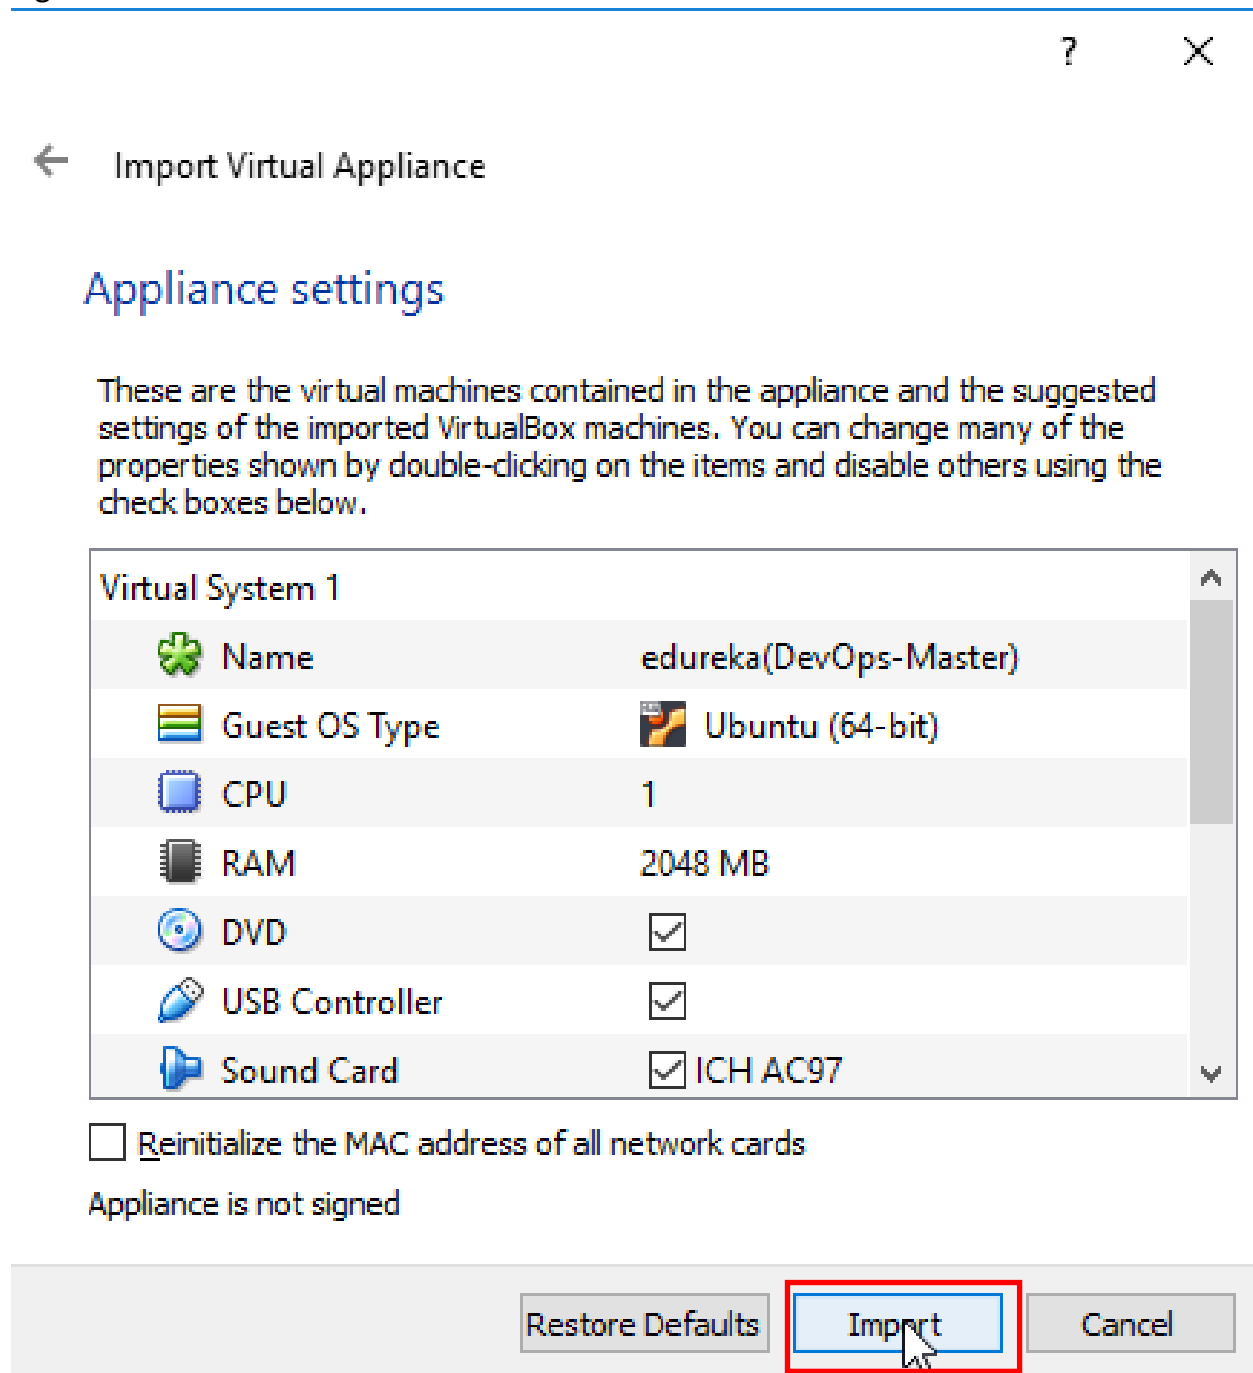 ?
Import Virtual Appliance
Appliance settings
These are the virtual machines contained in the appliance and the suggested
settings of the imported VirtualBox machines. You can change many of the
properties shown by double-clicking on the items and disable others using the
check boxes below.
Virtual System 1
Name edureka(DevOps-Master)
Guest OS Type Ubuntu (64-bit)
CPU 1
RAM 2048 MB
DVD
USB Controller
Sound Card ICH AC97
Reinitialize the MAC address of all network cards
Appliance is not signed
Restore Defaults Import Cancel